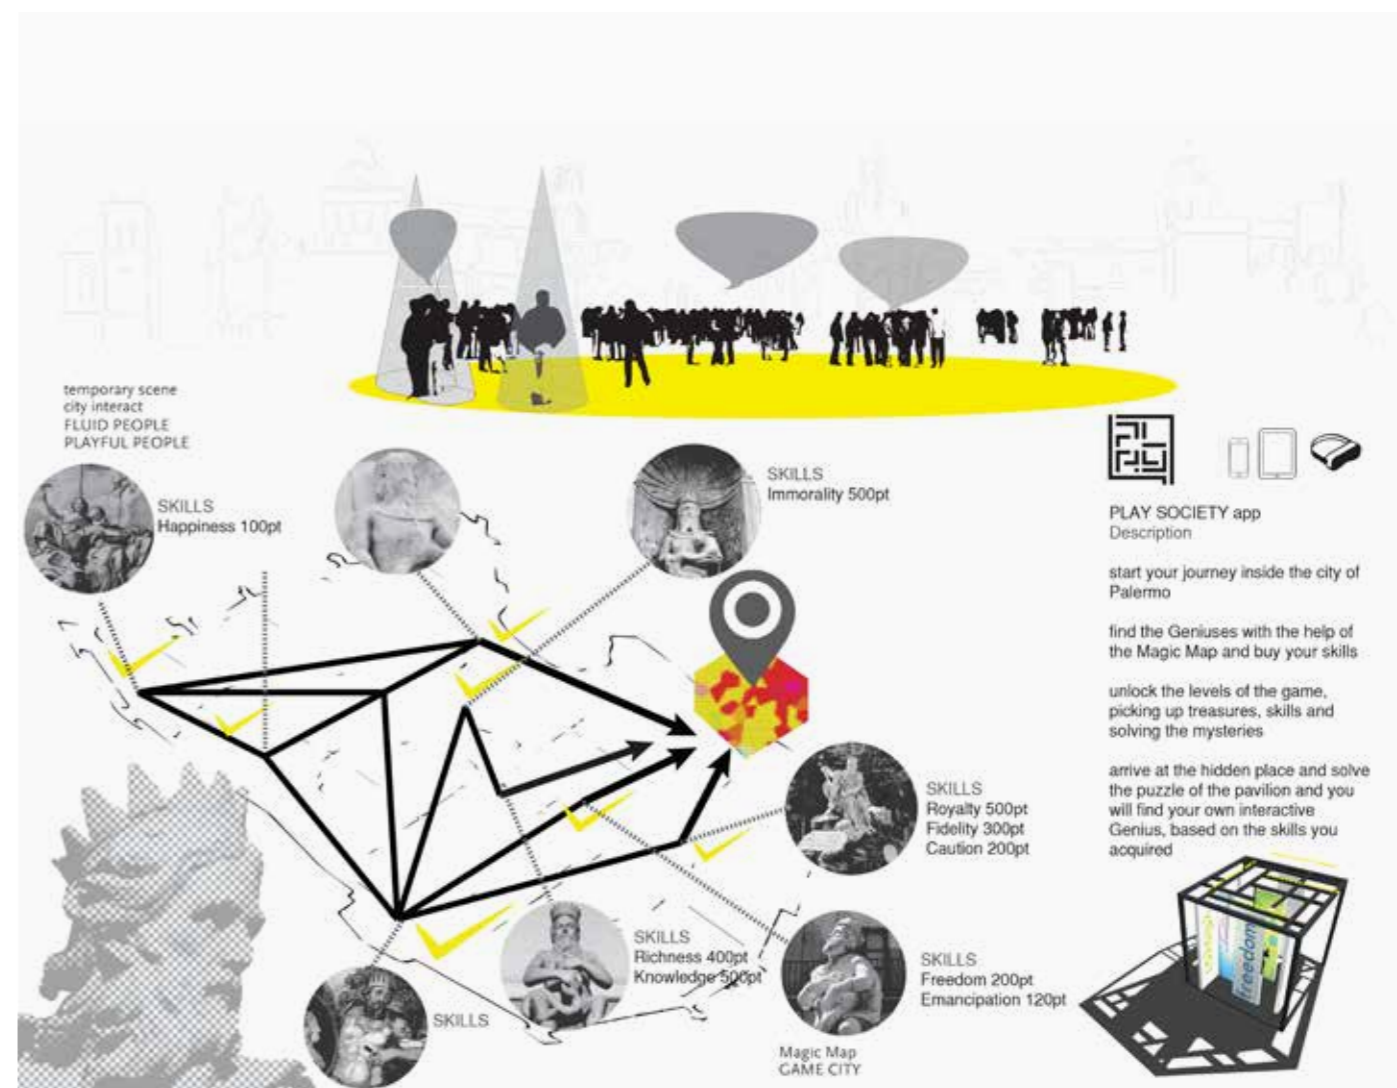 temporary scene
city interact
FLUID PEOPLE
PLAYFUL PEOPLE
SKILLS
Happiness 100pt
SKILLS
Immorality 500pt
PLAY SOCIETY app
Description
start your journey inside the city of
Palermo
find the Geniuses with the help of
the Magic Map and buy your skills
unlock the levels of the game,
picking up treasures, skills and
solving the mysteries
arrive at the hidden place and solve
the puzzle of the pavilion and you
will find your own interactive
Genius, based on the skills you
acquired
SKILLS
Royalty 500pt
Fidelity 300pt
Caution 200pt
SKILLS
Richness 400pt
Knowledge 500pt
SKILLS
Freedom 200pt
Emancipation 120pt
SKILLS
Magic Map
GAME CITY
freedom